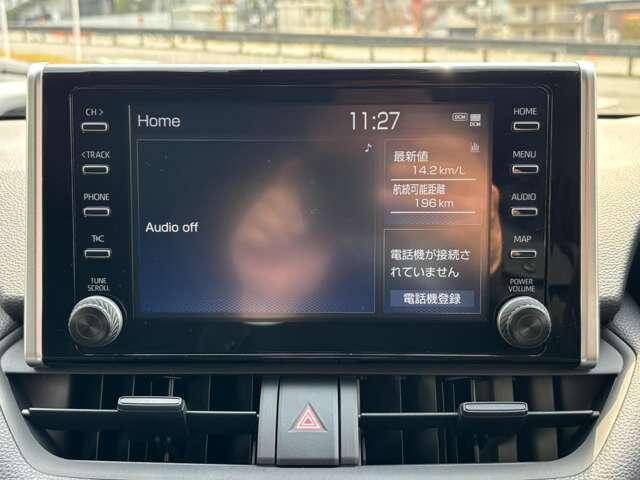 CH >
< TRACK
PHONE
T/C
TUNE
SCROLL
Home
11:27
DCM
DCM
Audio off
最新値
14.2 km/L
航続可能距離
196 km
電話機が接続さ
れていません
電話機登録
HOME
MENU
AUDIO
MAP
POWER
VOLUME